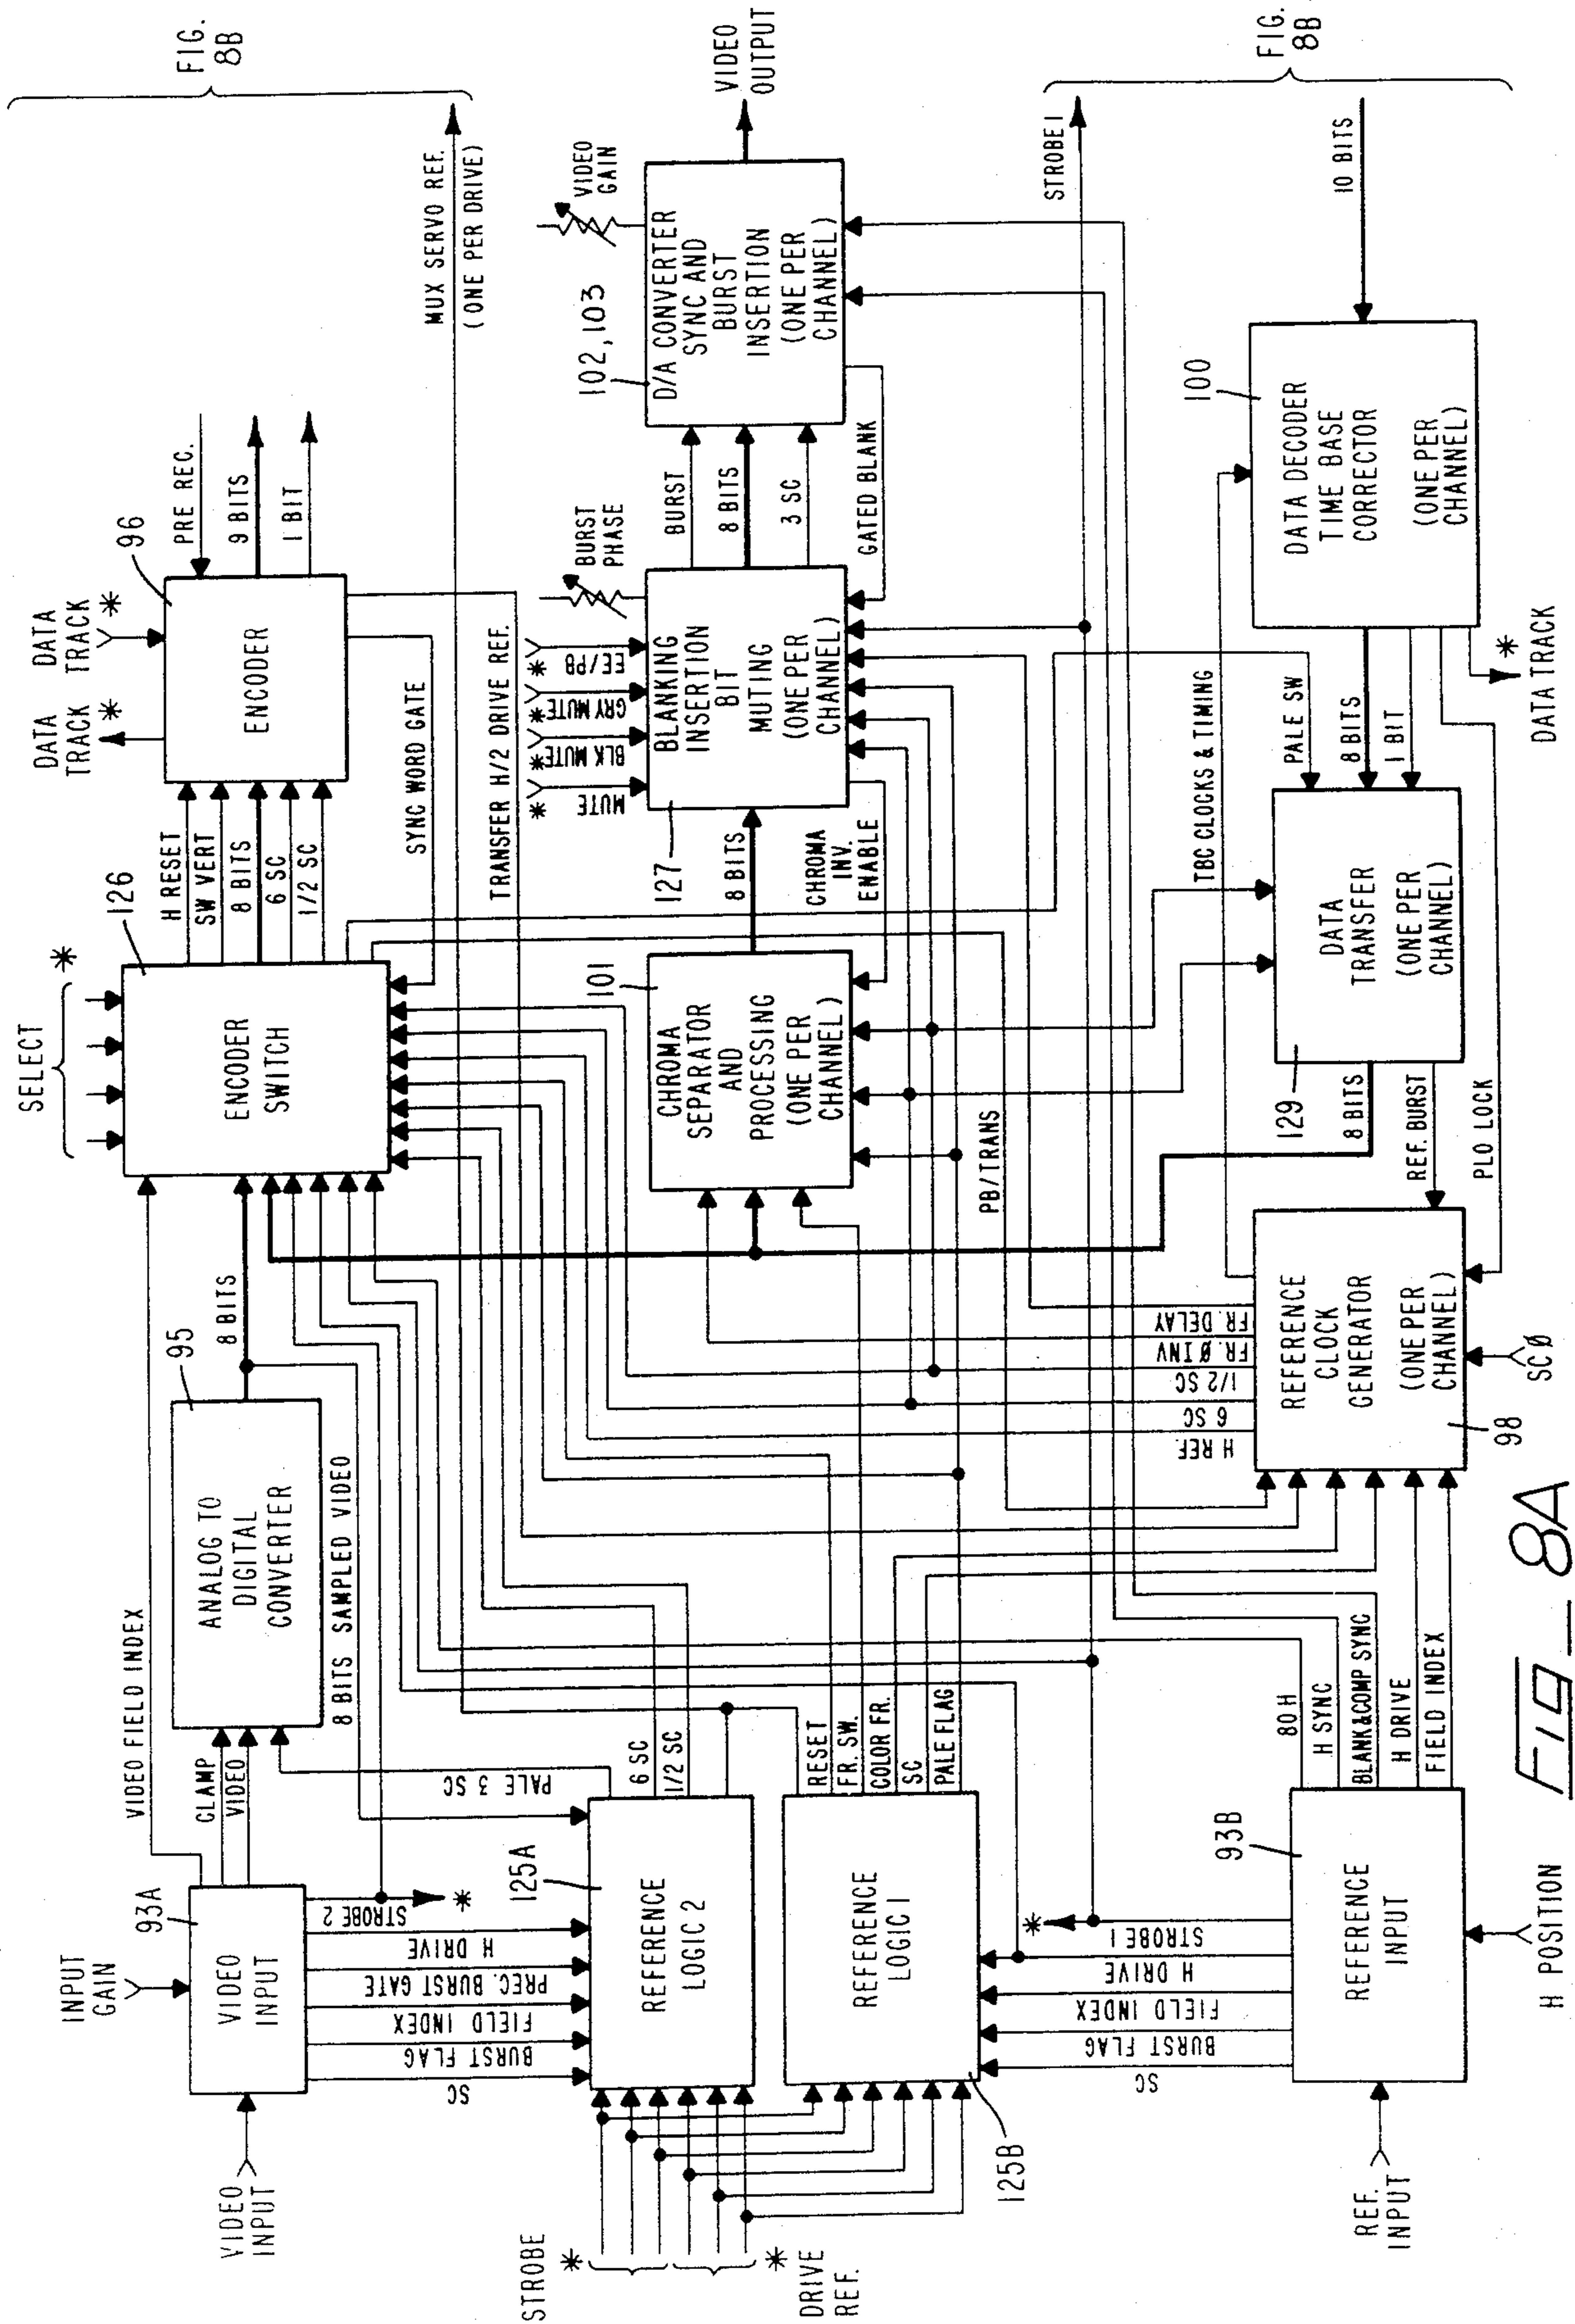 FIG.
8B
SELECT
*
DATA
TRACK
*
DATA
TRACK
*
96
126
PRE REC.
9 BITS
1 BIT
ENCODER
H RESET
SW VERT
8 BITS
6 SC
1/2 SC
SYNC WORD GATE
ENCODER
SWITCH
MUX SERVO REF.
(ONE PER DRIVE)
TRANSFER H/2 DRIVE REF.
INPUT
GAIN
93A
VIDEO
INPUT
VIDEO
INPUT
VIDEO FIELD INDEX
CLAMP
VIDEO
95
ANALOG TO
DIGITAL
CONVERTER
8 BITS
8 BITS SAMPLED VIDEO
PALE 3 SC
STROBE 2
*
H DRIVE
PREC. BURST GATE
FIELD INDEX
BURST FLAG
SC
125A
REFERENCE
LOGIC 2
6 SC
1/2 SC
STROBE
*
DRIVE
REF.
*
REFERENCE
LOGIC 1
125B
RESET
FR. SW.
COLOR FR.
SC
PALE FLAG
101
CHROMA
SEPARATOR
AND
PROCESSING
(ONE PER
CHANNEL)
8 BITS
CHROMA
INV.
ENABLE
127
MUTE
*
BLK MUTE
*
GRY MUTE
*
EE/PB
*
BURST
PHASE
BLANKING
INSERTION
BIT
MUTING
(ONE PER
CHANNEL)
BURST
8 BITS
3 SC
GATED BLANK
102, 103
VIDEO
GAIN
D/A CONVERTER
SYNC AND
BURST
INSERTION
(ONE PER
CHANNEL)
VIDEO
OUTPUT
STROBE 1
FIG.
8B
10 BITS
100
DATA DECODER
TIME BASE
CORRECTOR
(ONE PER
CHANNEL)
TBC CLOCKS & TIMING
PALE SW
8 BITS
1 BIT
DATA TRACK
*
DATA
TRANSFER
(ONE PER
CHANNEL)
129
8 BITS
REF. BURST
PLO LOCK
PB/TRANS
FR. DELAY
FR. Ø INV
1/2 SC
6 SC
H REF.
REFERENCE
CLOCK
GENERATOR
(ONE PER
CHANNEL)
SCØ
98
80 H
H SYNC
BLANK&COMP SYNC
H DRIVE
FIELD INDEX
93B
*
STROBE 1
H DRIVE
FIELD INDEX
BURST FLAG
SC
REFERENCE
INPUT
H POSITION
REF.
INPUT
Fig_8A